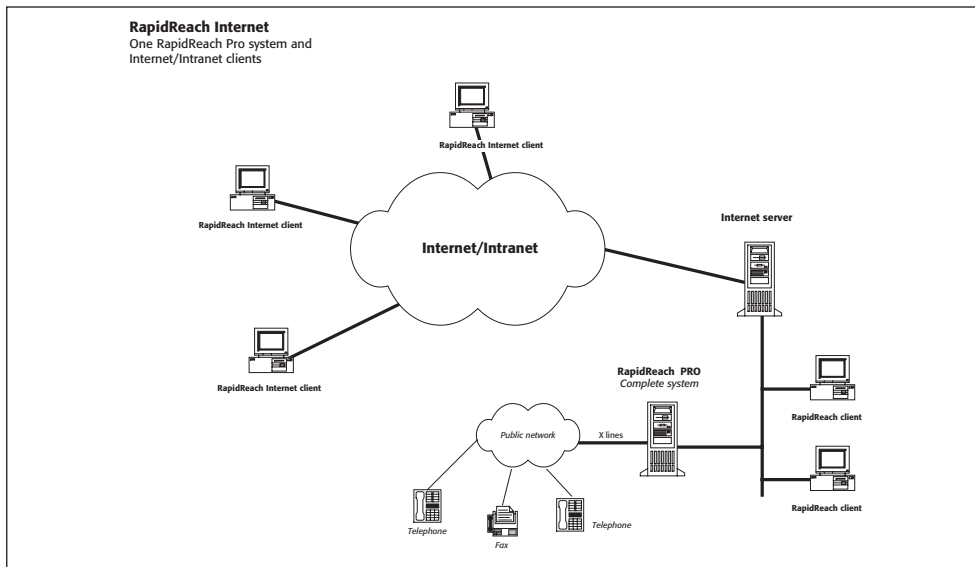 RapidReach Internet
One RapidReach Pro system and
Internet/Intranet clients
RapidReach Internet client
RapidReach Internet client
Internet server
Internet/Intranet
RapidReach Internet client
RapidReach PRO
Complete system
RapidReach client
Public network
X lines
RapidReach client
Telephone
Fax
Telephone